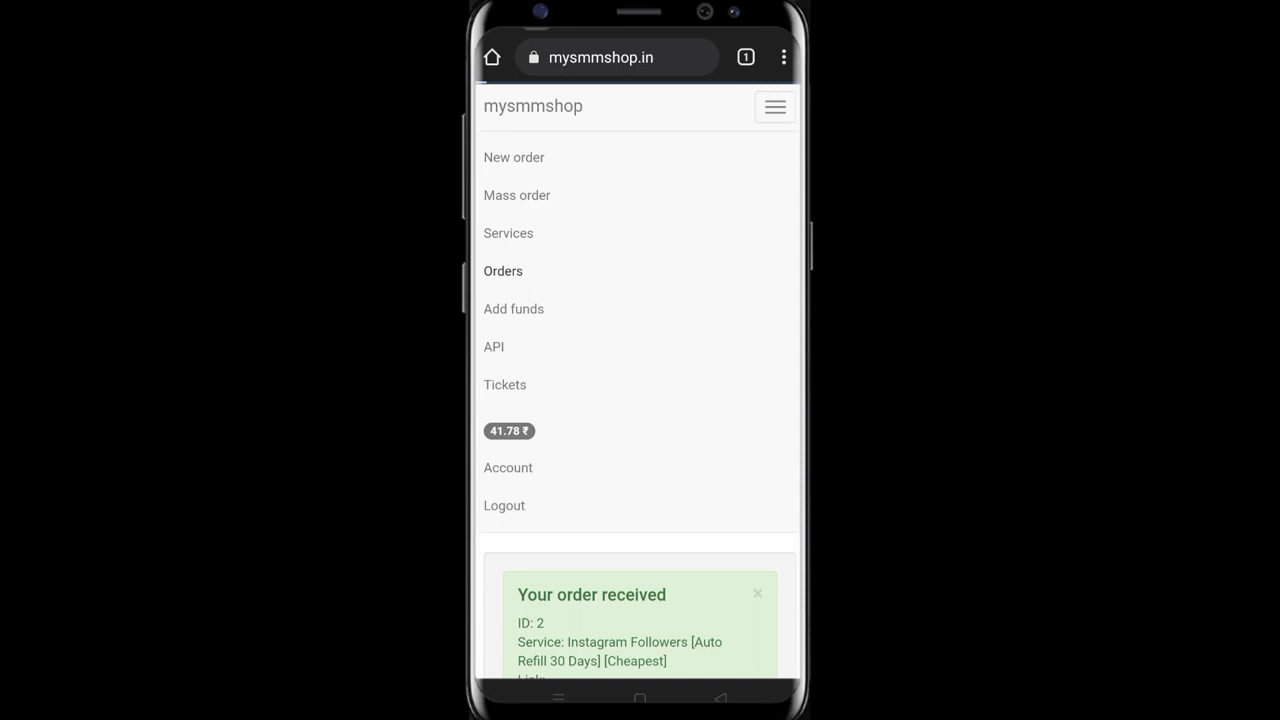 mysmmshop.in
1
mysmmshop
New order
Mass order
Services
Orders
Add funds
API
Tickets
41.78 ₹
Account
Logout
Your order received
×
ID: 2
Service: Instagram Followers [Auto
Refill 30 Days] [Cheapest]